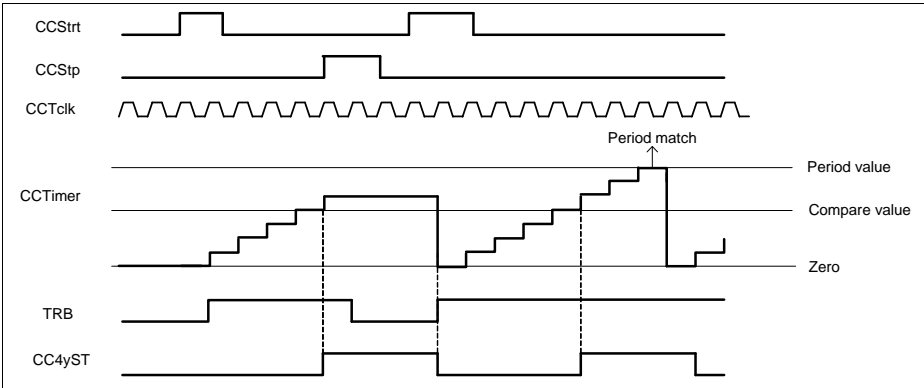 CCStrt
CCStp
CCTclk
Period match
Period value
CCTimer
Compare value
Zero
TRB
CC4yST